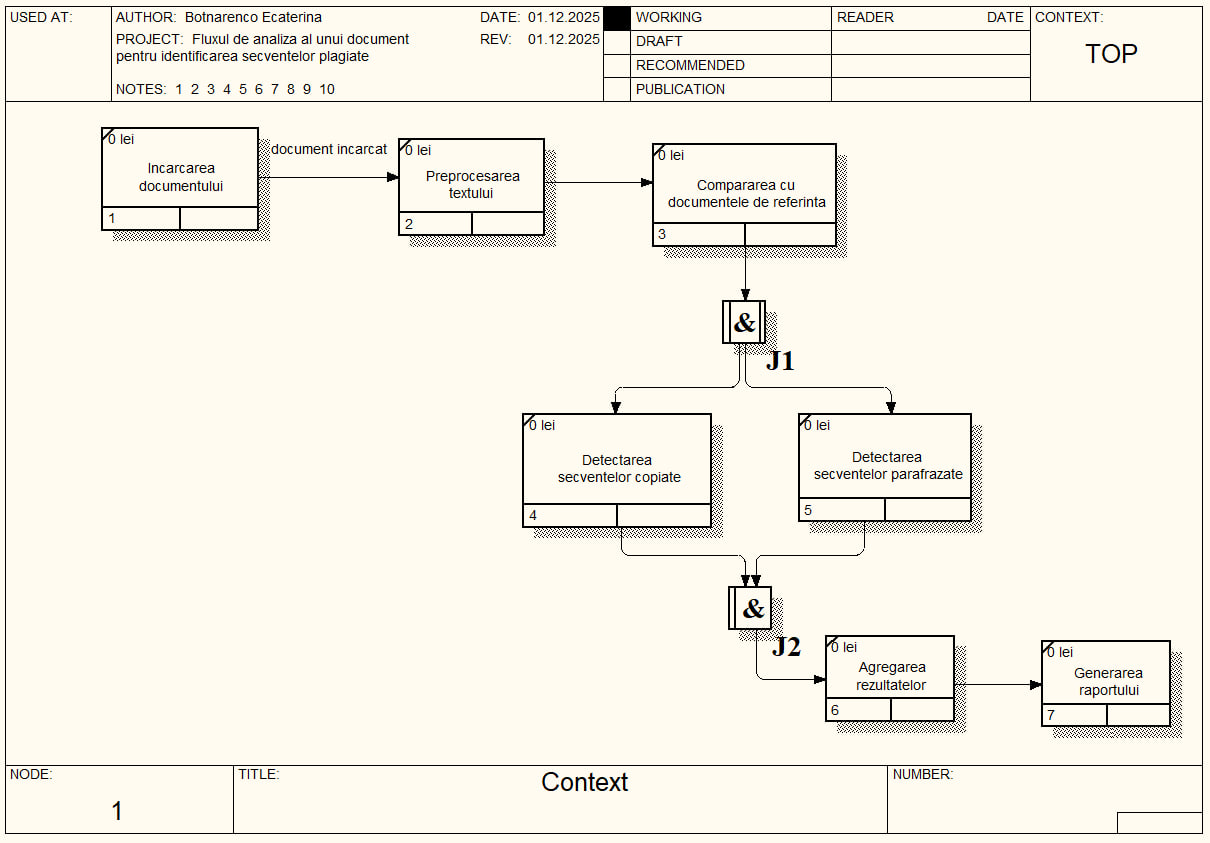 USED AT:
AUTHOR: Botnarenco Ecaterina
DATE: 01.12.2025
PROJECT: Fluxul de analiza al unui document
pentru identificarea secventelor plagiate
REV: 01.12.2025
NOTES: 1 2 3 4 5 6 7 8 9 10
WORKING
DRAFT
RECOMMENDED
PUBLICATION
READER DATE
CONTEXT:
TOP
0 lei
Incarcarea
documentului
1
document incarcat
0 lei
Preprocesarea
textului
2
0 lei
Compararea cu
documentele de referinta
3
&
J1
0 lei
Detectarea
secventelor copiate
4
0 lei
Detectarea
secventelor parafrazate
5
&
J2
0 lei
Agregarea
rezultatelor
6
0 lei
Generarea
raportului
7
NODE:
1
TITLE:
Context
NUMBER: